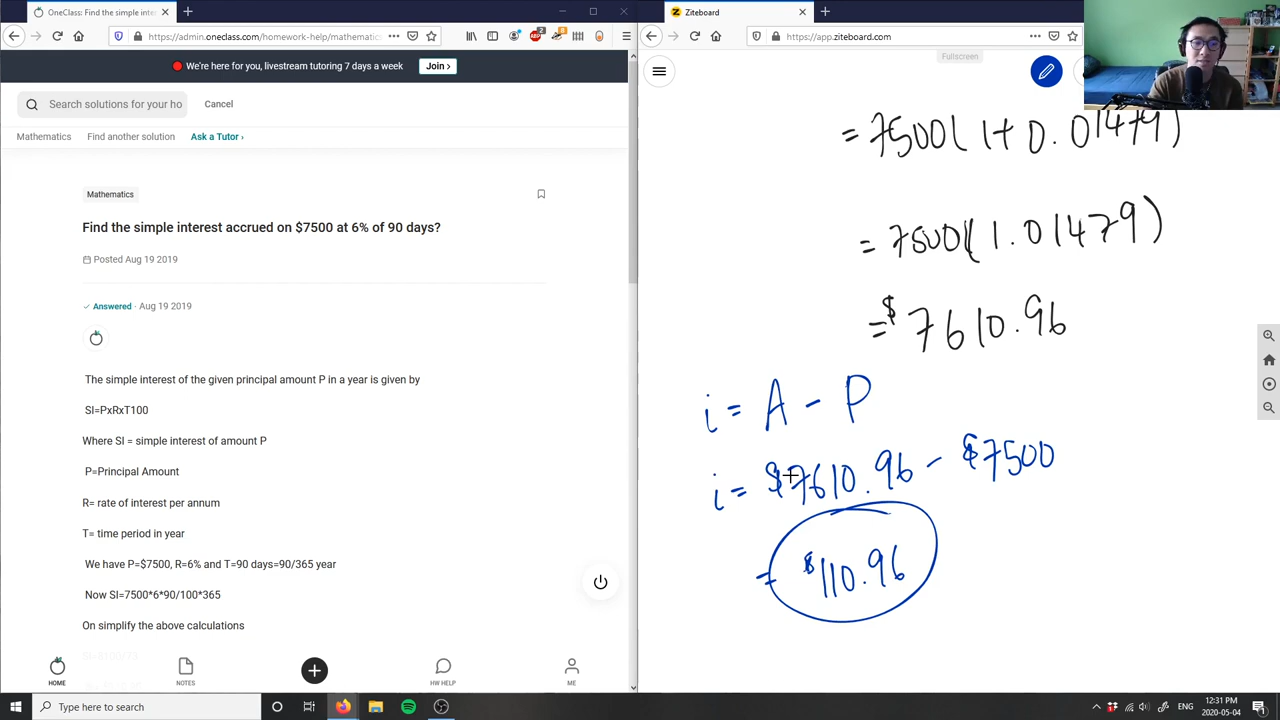 OneClass: Find the simple inte
Ziteboard
https://admin.oneclass.com/homework-help/mathematic
https://app.ziteboard.com
We're here for you, livestream tutoring 7 days a week
Join ›
Search solutions for your ho
Cancel
Mathematics
Find another solution
Ask a Tutor ›
Mathematics
Find the simple interest accrued on $7500 at 6% of 90 days?
Posted Aug 19 2019
Answered · Aug 19 2019
The simple interest of the given principal amount P in a year is given by
SI=PxRxT100
Where SI = simple interest of amount P
P=Principal Amount
R= rate of interest per annum
T= time period in year
We have P=$7500, R=6% and T=90 days=90/365 year
Now SI=7500*6*90/100*365
On simplify the above calculations
HOME
NOTES
HW HELP
ME
Fullscreen
= 7500(1+0.01479)
= 7500(1.01479)
= $7610.96
i = A - P
i = $7610.96 - $7500
= $110.96
Type here to search
ENG
12:31 PM
2020-05-04